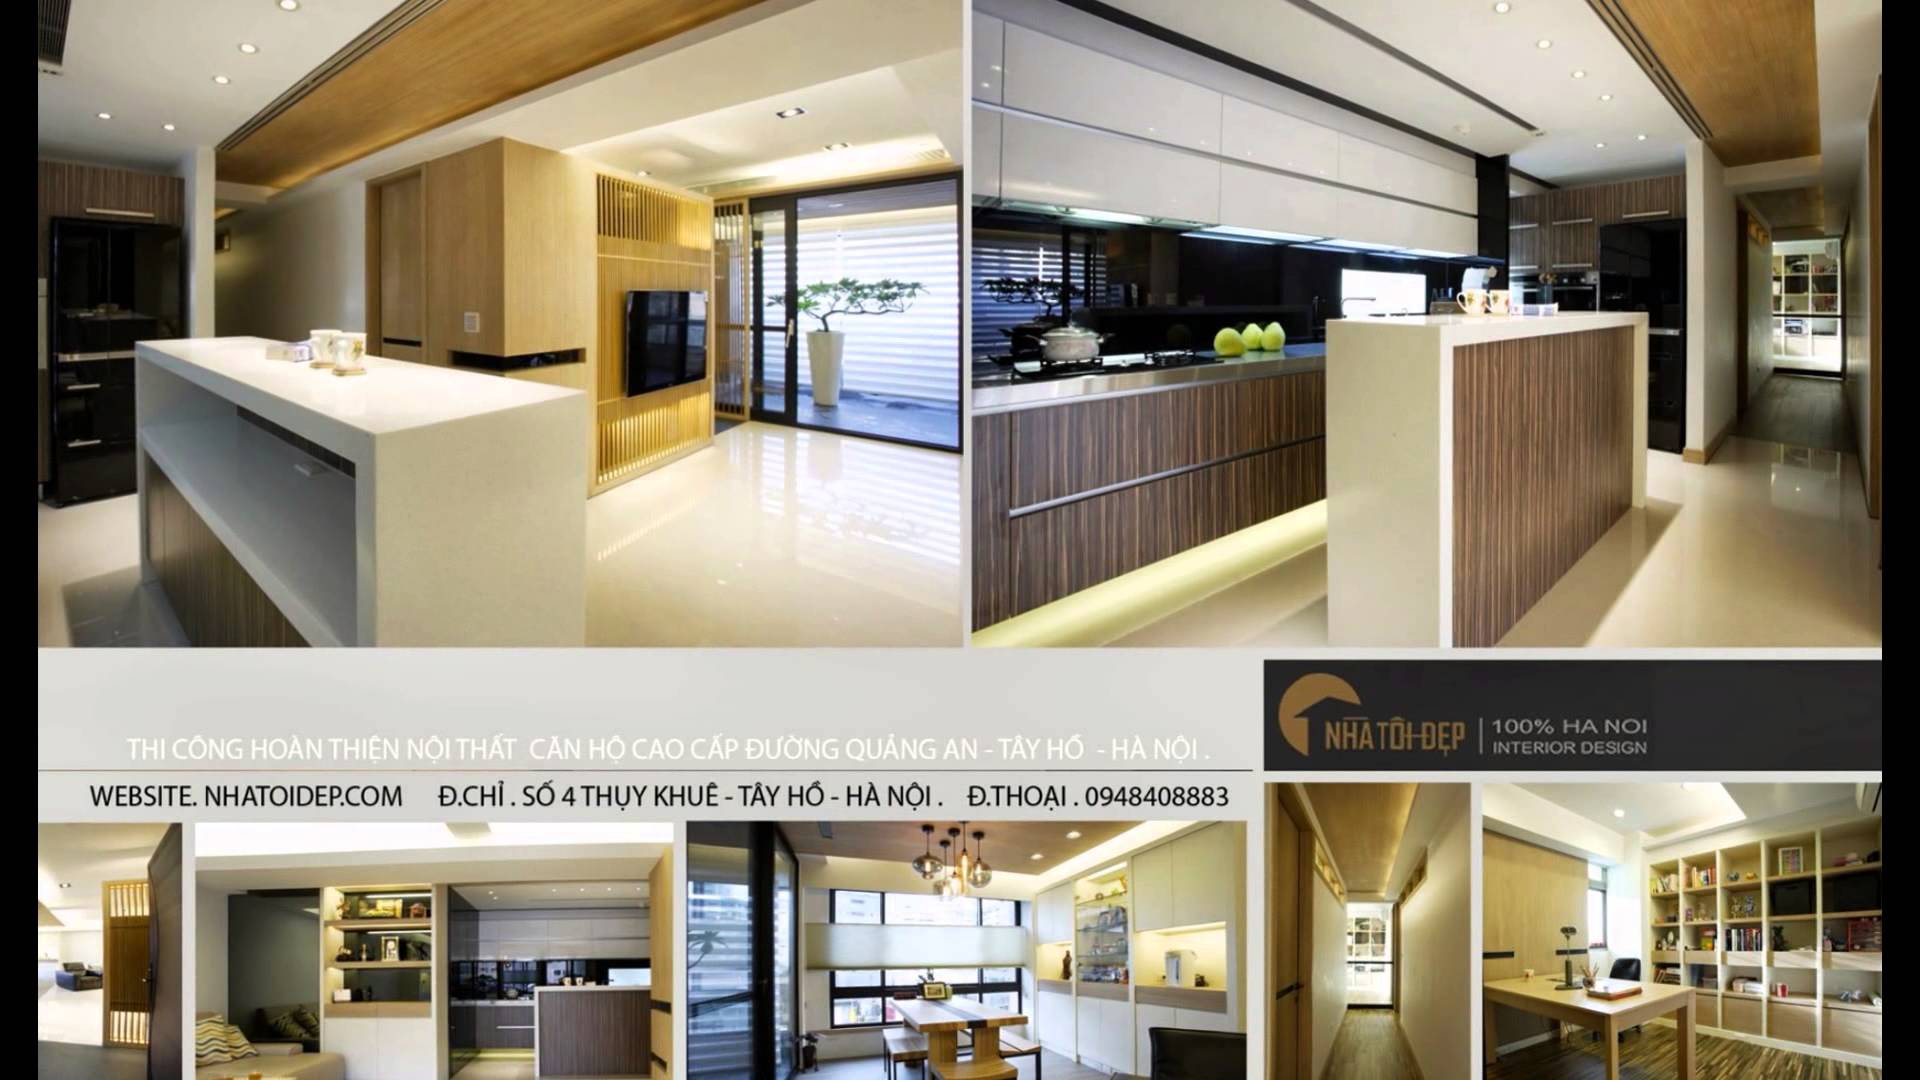 THI CÔNG HOÀN THIỆN NỘI THẤT CĂN HỘ CAO CẤP ĐƯỜNG QUẢNG AN - TÂY HỒ - HÀ NỘI .
WEBSITE. NHATOIDEP.COM Đ.CHỈ . SỐ 4 THỤY KHUÊ - TÂY HỒ - HÀ NỘI . Đ.THOẠI . 0948408883
NHÀ TÔI ĐẸP
100% HA NOI
INTERIOR DESIGN